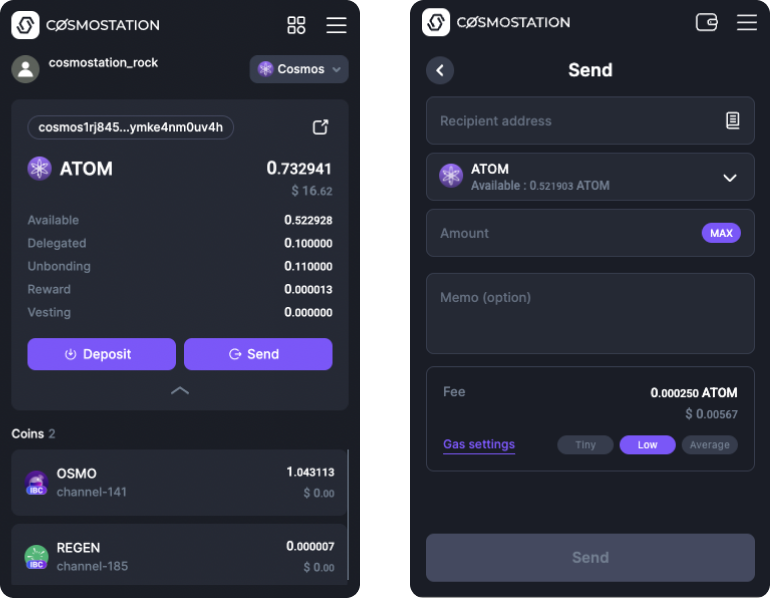 CØSMOSTATION
cosmostation_rock
Cosmos
cosmos1rj845...ymke4nm0uv4h
ATOM 0.732941
$ 16.62
Available 0.522928
Delegated 0.100000
Unbonding 0.110000
Reward 0.000013
Vesting 0.000000
Deposit Send
Coins 2
OSMO 1.043113
IBC channel-141 $ 0.00
REGEN 0.000007
IBC channel-185 $ 0.00
CØSMOSTATION
Send
Recipient address
ATOM
Available : 0.521903 ATOM
Amount MAX
Memo (option)
Fee 0.000250 ATOM
$ 0.00567
Gas settings Tiny Low Average
Send